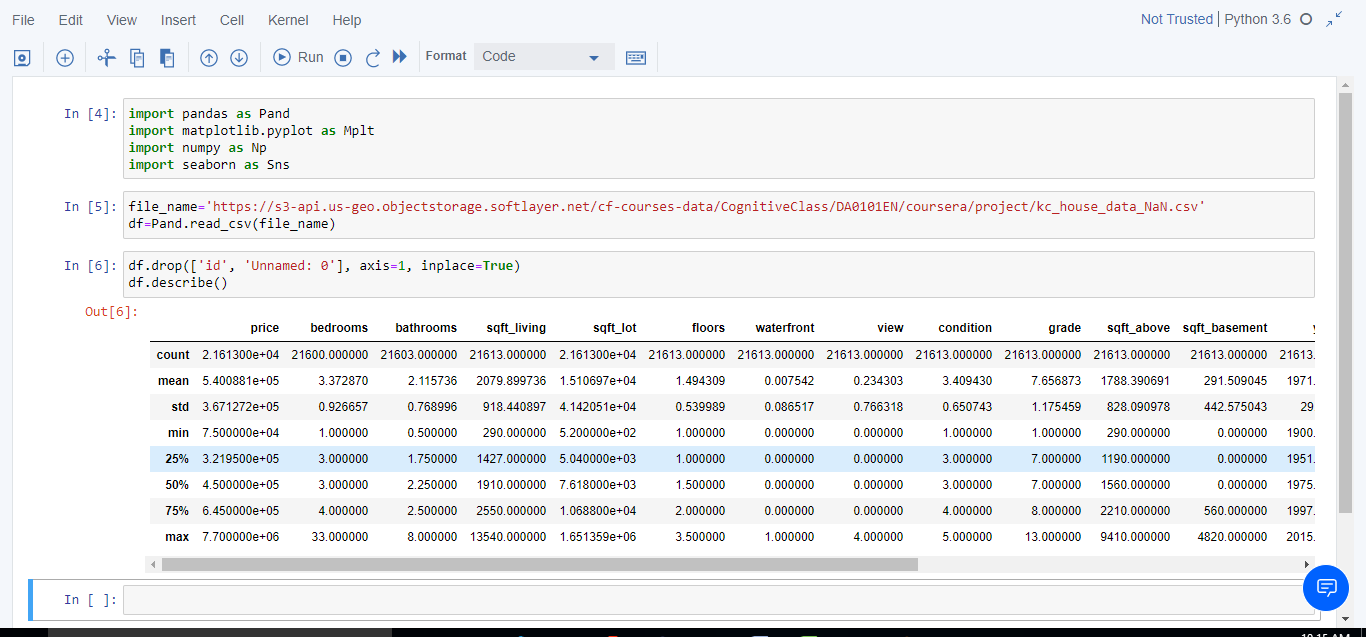 File Edit View Insert Cell Kernel Help Not Trusted | Python 3.6
Run Format Code
In [4]: import pandas as Pand
import matplotlib.pyplot as Mplt
import numpy as Np
import seaborn as Sns
In [5]: file_name='https://s3-api.us-geo.objectstorage.softlayer.net/cf-courses-data/CognitiveClass/DA0101EN/coursera/project/kc_house_data_NaN.csv'
df=Pand.read_csv(file_name)
In [6]: df.drop(['id', 'Unnamed: 0'], axis=1, inplace=True)
df.describe()
Out[6]:
price bedrooms bathrooms sqft_living sqft_lot floors waterfront view condition grade sqft_above sqft_basement
count 2.161300e+04 21600.000000 21603.000000 21613.000000 2.161300e+04 21613.000000 21613.000000 21613.000000 21613.000000 21613.000000 21613.000000 21613.000000 21613.
mean 5.400881e+05 3.372870 2.115736 2079.899736 1.510697e+04 1.494309 0.007542 0.234303 3.409430 7.656873 1788.390691 291.509045 1971.
std 3.671272e+05 0.926657 0.768996 918.440897 4.142051e+04 0.539989 0.086517 0.766318 0.650743 1.175459 828.090978 442.575043 29
min 7.500000e+04 1.000000 0.500000 290.000000 5.200000e+02 1.000000 0.000000 0.000000 1.000000 1.000000 290.000000 0.000000 1900.
25% 3.219500e+05 3.000000 1.750000 1427.000000 5.040000e+03 1.000000 0.000000 0.000000 3.000000 7.000000 1190.000000 0.000000 1951.
50% 4.500000e+05 3.000000 2.250000 1910.000000 7.618000e+03 1.500000 0.000000 0.000000 3.000000 7.000000 1560.000000 0.000000 1975.
75% 6.450000e+05 4.000000 2.500000 2550.000000 1.068800e+04 2.000000 0.000000 0.000000 4.000000 8.000000 2210.000000 560.000000 1997.
max 7.700000e+06 33.000000 8.000000 13540.000000 1.651359e+06 3.500000 1.000000 4.000000 5.000000 13.000000 9410.000000 4820.000000 2015.
In [ ]: